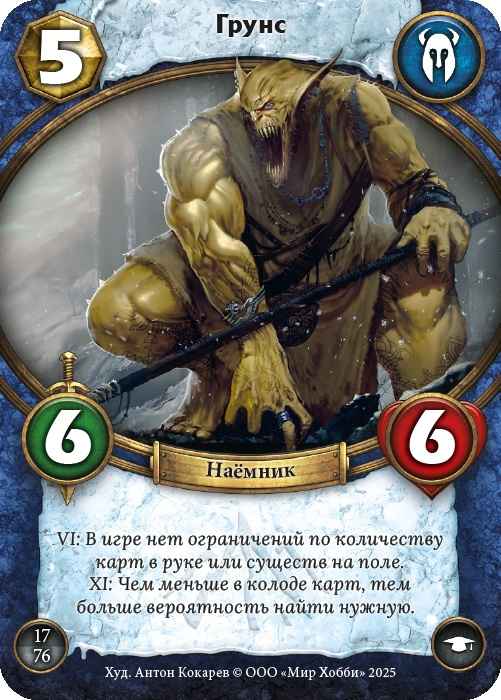 Грунс
5
6
6
Наёмник
VI: В игре нет ограничений по количеству
карт в руке или существ на поле.
XI: Чем меньше в колоде карт, тем
больше вероятность найти нужную.
17
76
Худ. Антон Кокарев © ООО «Мир Хобби» 2025